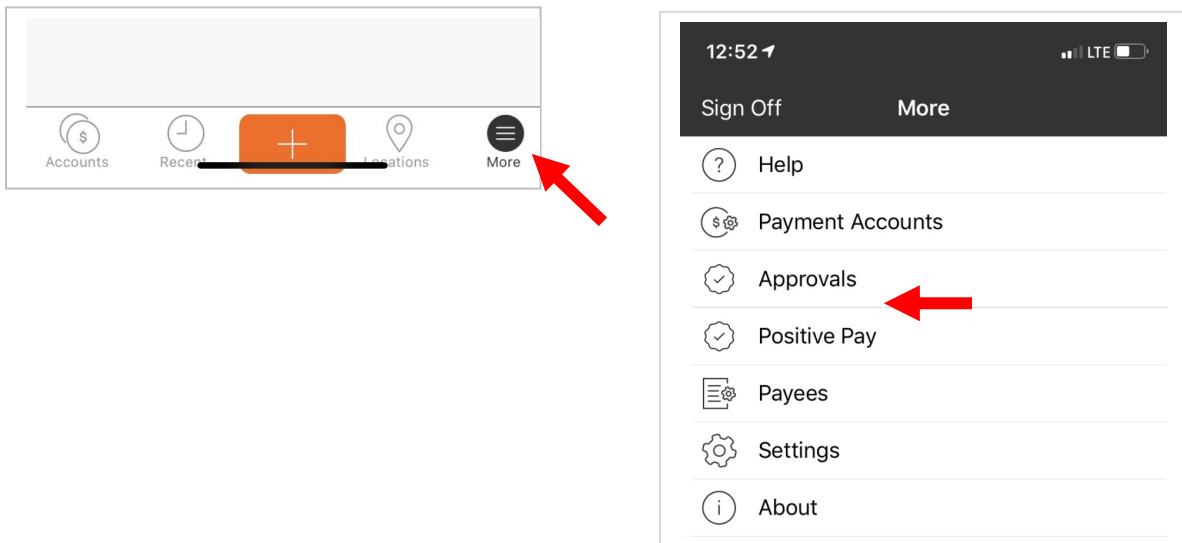 $
Accounts
Recent
Locations
More
12:52
LTE
Sign Off
More
? Help
$ Payment Accounts
Approvals
Positive Pay
Payees
Settings
i About